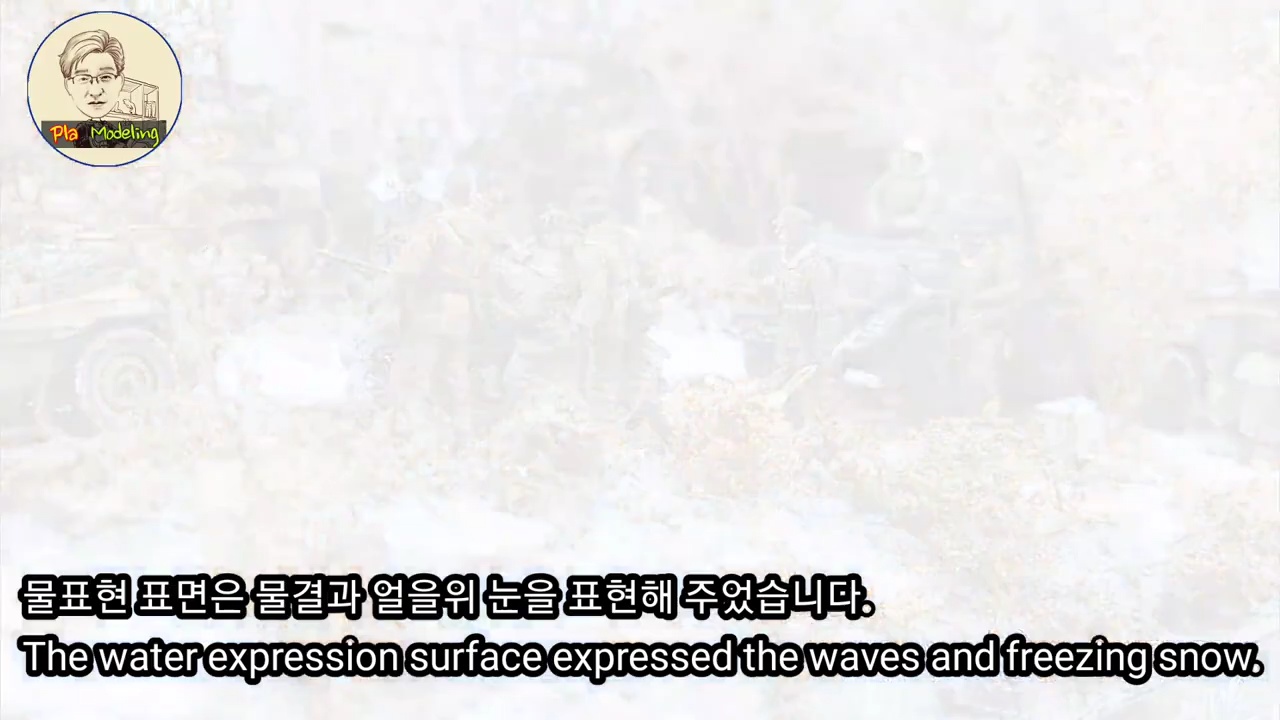 Pla Modeling
물표현 표면은 물결과 얼을위 눈을 표현해 주었습니다.
The water expression surface expressed the waves and freezing snow.